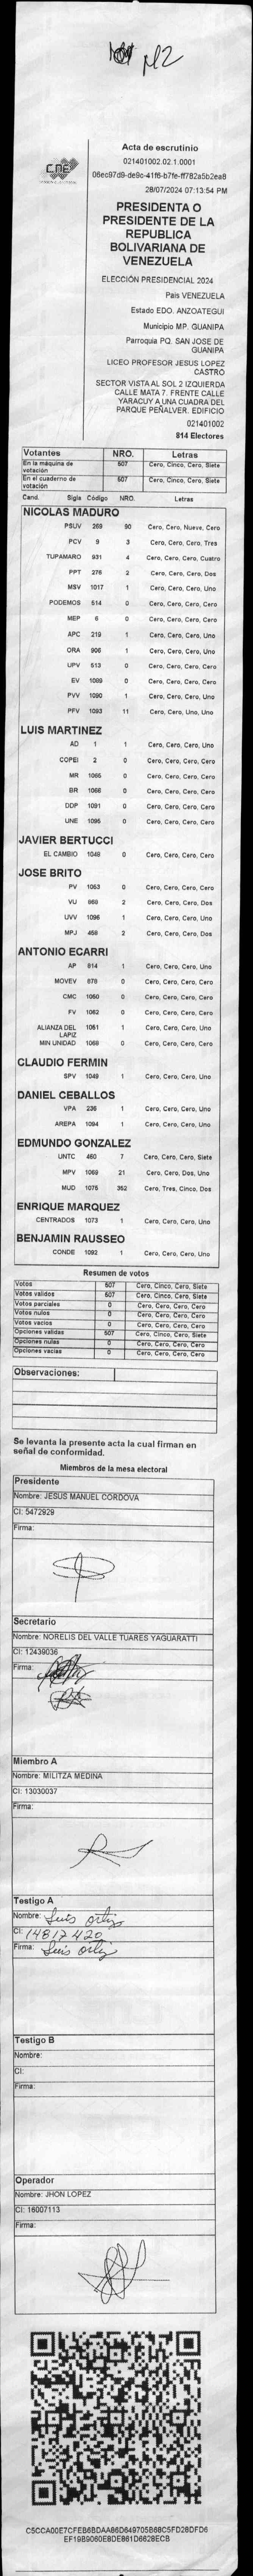 M2
CNE
Acta de escrutinio
021401002.02.1.0001
28/07/2024 07:13:54 PM
PRESIDENTA O
PRESIDENTE DE LA
REPUBLICA
BOLIVARIANA DE
VENEZUELA
ELECCIÓN PRESIDENCIAL 2024
Pais VENEZUELA
Estado EDO. ANZOATEGUI
Municipio MP. GUANIPA
Parroquia PQ. SAN JOSE DE
GUANIPA
LICEO PROFESOR JESUS LOPEZ
CASTRO
SECTOR VISTA AL SOL 2 IZQUIERDA
CALLE MATA 7. FRENTE CALLE
YARACUY A UNA CUADRA DEL
PARQUE PEÑALVER. EDIFICIO
021401002
814 Electores
Votantes NRO. Letras
En la máquina de votación 507 Cero, Cinco, Cero, Siete
En el cuaderno de votación 507 Cero, Cinco, Cero, Siete
Cand. Sigla Código NRO. Letras
NICOLAS MADURO
PSUV 269 90 Cero, Cero, Nueve, Cero
PCV 9 3 Cero, Cero, Cero, Tres
TUPAMARO 931 4 Cero, Cero, Cero, Cuatro
PPT 276 2 Cero, Cero, Cero, Dos
MSV 1017 1 Cero, Cero, Cero, Uno
PODEMOS 514 0 Cero, Cero, Cero, Cero
MEP 6 0 Cero, Cero, Cero, Cero
APC 219 1 Cero, Cero, Cero, Uno
ORA 906 1 Cero, Cero, Cero, Uno
UPV 613 0 Cero, Cero, Cero, Cero
EV 1089 0 Cero, Cero, Cero, Cero
PVV 1090 1 Cero, Cero, Cero, Uno
PFV 1093 11 Cero, Cero, Uno, Uno
LUIS MARTINEZ
AD 1 1 Cero, Cero, Cero, Uno
COPEI 2 0 Cero, Cero, Cero, Cero
MR 1065 0 Cero, Cero, Cero, Cero
BR 1066 0 Cero, Cero, Cero, Cero
DDP 1091 0 Cero, Cero, Cero, Cero
UNE 1095 0 Cero, Cero, Cero, Cero
JAVIER BERTUCCI
EL CAMBIO 1048 0 Cero, Cero, Cero, Cero
JOSE BRITO
PV 1053 0 Cero, Cero, Cero, Cero
VU 869 2 Cero, Cero, Cero, Dos
UVV 1096 1 Cero, Cero, Cero, Uno
MPJ 458 2 Cero, Cero, Cero, Dos
ANTONIO ECARRI
AP 814 1 Cero, Cero, Cero, Uno
MOVEV 678 0 Cero, Cero, Cero, Cero
CMC 1050 0 Cero, Cero, Cero, Cero
FV 1062 0 Cero, Cero, Cero, Cero
ALIANZA DEL LAPIZ 1051 1 Cero, Cero, Cero, Uno
MIN UNIDAD 1068 0 Cero, Cero, Cero, Cero
CLAUDIO FERMIN
SPV 1049 1 Cero, Cero, Cero, Uno
DANIEL CEBALLOS
VPA 236 1 Cero, Cero, Cero, Uno
AREPA 1094 1 Cero, Cero, Cero, Uno
EDMUNDO GONZALEZ
UNTC 460 7 Cero, Cero, Cero, Siete
MPV 1069 21 Cero, Cero, Dos, Uno
MUD 1075 352 Cero, Tres, Cinco, Dos
ENRIQUE MARQUEZ
CENTRADOS 1073 1 Cero, Cero, Cero, Uno
BENJAMIN RAUSSEO
CONDE 1092 1 Cero, Cero, Cero, Uno
Resumen de votos
Votos 507 Cero, Cinco, Cero, Siete
Votos validos 507 Cero, Cinco, Cero, Siete
Votos parciales 0 Cero, Cero, Cero, Cero
Votos nulos 0 Cero, Cero, Cero, Cero
Votos vacios 0 Cero, Cero, Cero, Cero
Opciones validas 507 Cero, Cinco, Cero, Siete
Opciones nulas 0 Cero, Cero, Cero, Cero
Opciones vacias 0 Cero, Cero, Cero, Cero
Observaciones:
Se levanta la presente acta la cual firman en
señal de conformidad.
Miembros de la mesa electoral
Presidente
Nombre: JESUS MANUEL CORDOVA
CI: 5472929
Firma:
Secretario
Nombre: NORELIS DEL VALLE TUARES YAGUARATTI
CI: 12439036
Firma:
Miembro A
Nombre: MILITZA MEDINA
CI: 13030037
Firma:
Testigo A
Nombre: Luis ortiz
CI: 14817420
Firma: Luis ortiz
Testigo B
Nombre:
CI:
Firma:
Operador
Nombre: JHON LOPEZ
CI: 16007113
Firma: